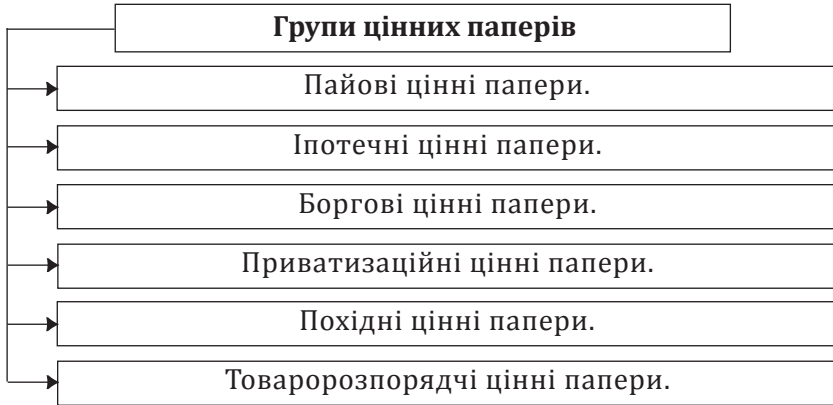 Групи цінних паперів
Пайові цінні папери.
Іпотечні цінні папери.
Боргові цінні папери.
Приватизаційні цінні папери.
Похідні цінні папери.
Товаророзпорядчі цінні папери.